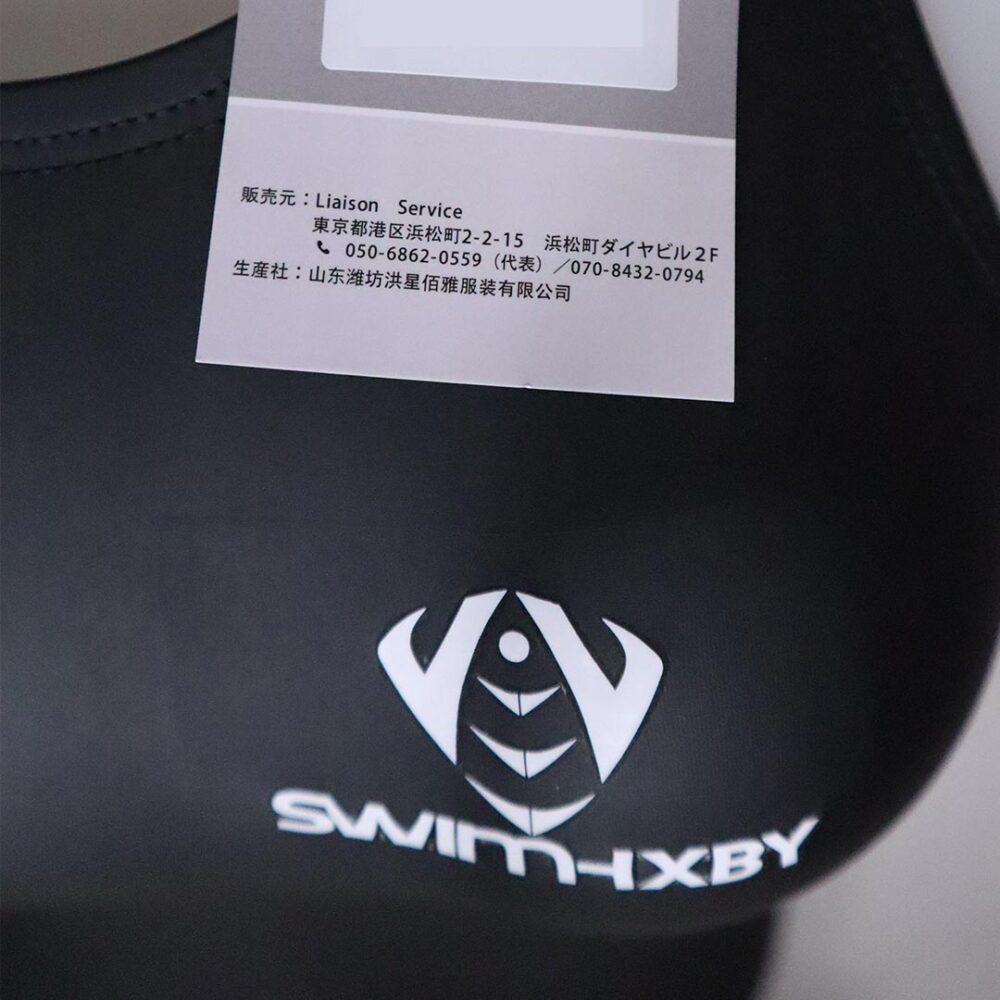 販売元：Liaison　Service
東京都港区浜松町2-2-15　浜松町ダイヤビル2F
050-6862-0559（代表）／070-8432-0794
生産社：山东潍坊洪星佰雅服装有限公司
SWIMHXBY